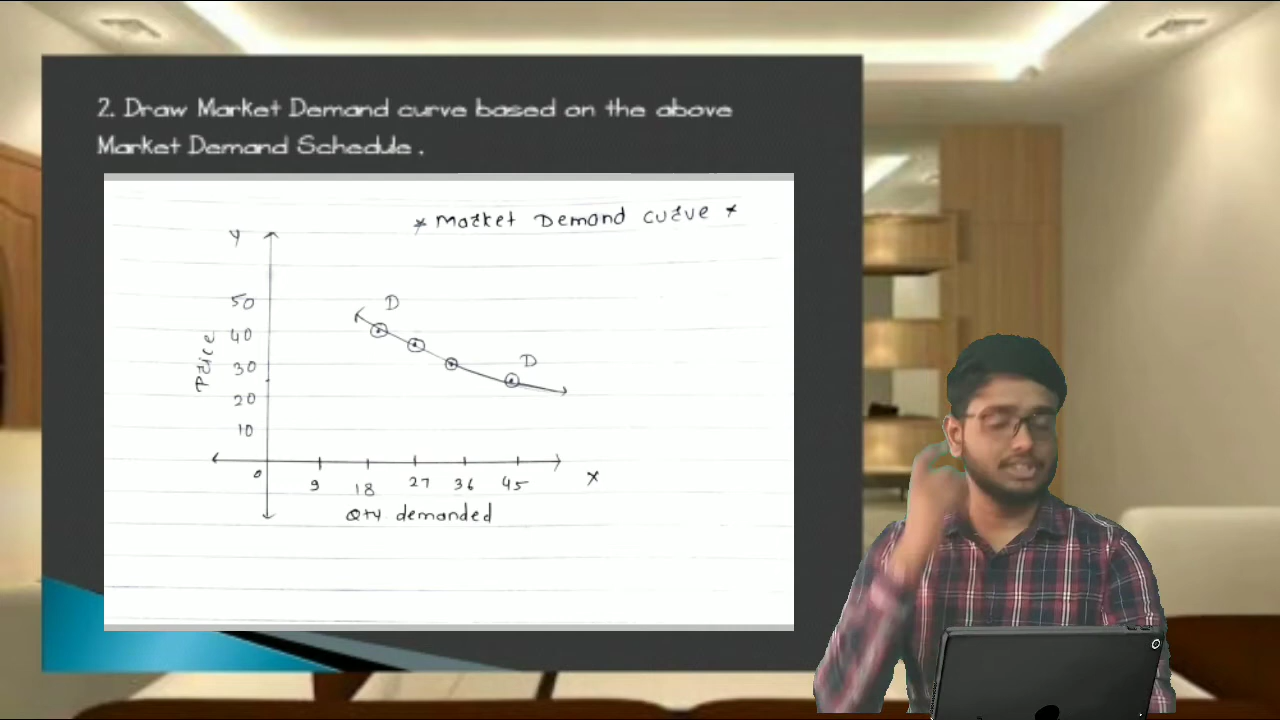 2. Draw Market Demand curve based on the above
Market Demand Schedule .
* Market Demand curve *
Y
50
40
30
20
10
Price
D
D
0
9
18
27
36
45
X
Qty demanded